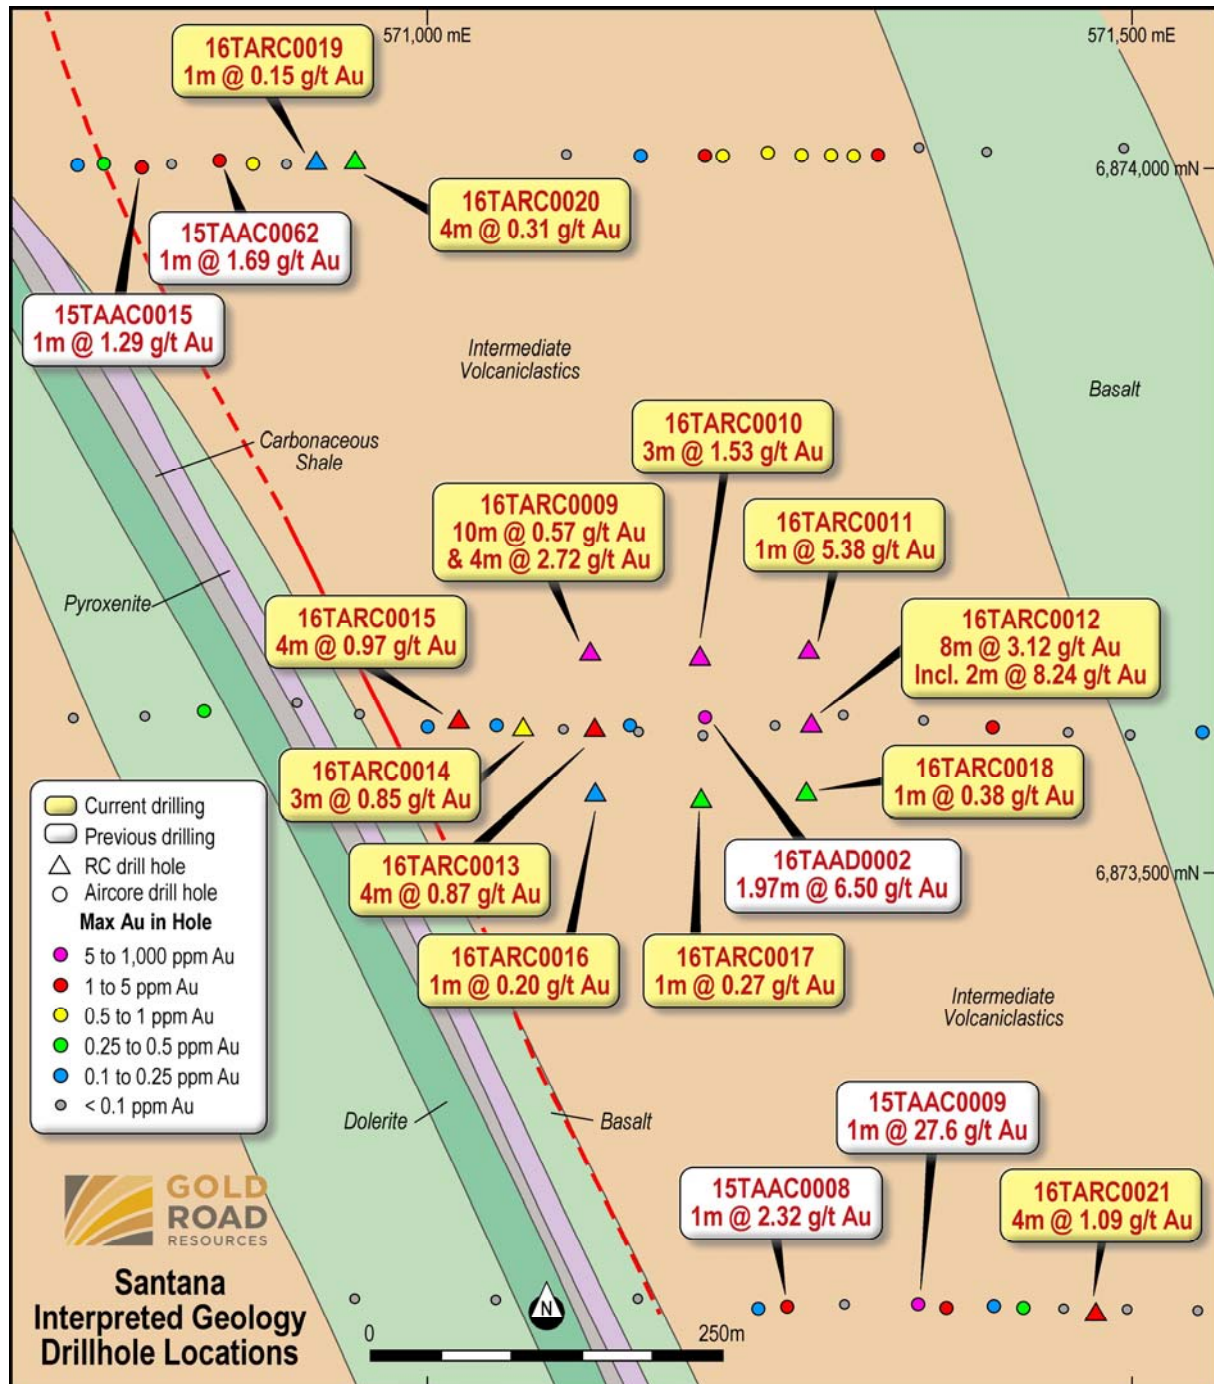 571,000 mE
571,500 mE
16TARC0019
1m @ 0.15 g/t Au
6,874,000 mN
16TARC0020
4m @ 0.31 g/t Au
15TAAC0062
1m @ 1.69 g/t Au
15TAAC0015
1m @ 1.29 g/t Au
Intermediate
Volcaniclastics
Basalt
Carbonaceous
Shale
16TARC0010
3m @ 1.53 g/t Au
16TARC0009
10m @ 0.57 g/t Au
& 4m @ 2.72 g/t Au
16TARC0011
1m @ 5.38 g/t Au
Pyroxenite
16TARC0015
4m @ 0.97 g/t Au
16TARC0012
8m @ 3.12 g/t Au
Incl. 2m @ 8.24 g/t Au
16TARC0014
3m @ 0.85 g/t Au
16TARC0018
1m @ 0.38 g/t Au
16TARC0013
4m @ 0.87 g/t Au
16TAAD0002
1.97m @ 6.50 g/t Au
6,873,500 mN
16TARC0016
1m @ 0.20 g/t Au
16TARC0017
1m @ 0.27 g/t Au
Current drilling
Previous drilling
RC drill hole
Aircore drill hole
Max Au in Hole
5 to 1,000 ppm Au
1 to 5 ppm Au
0.5 to 1 ppm Au
0.25 to 0.5 ppm Au
0.1 to 0.25 ppm Au
< 0.1 ppm Au
Intermediate
Volcaniclastics
Dolerite
Basalt
15TAAC0009
1m @ 27.6 g/t Au
15TAAC0008
1m @ 2.32 g/t Au
16TARC0021
4m @ 1.09 g/t Au
GOLD
ROAD
RESOURCES
Santana
Interpreted Geology
Drillhole Locations
N
0
250m